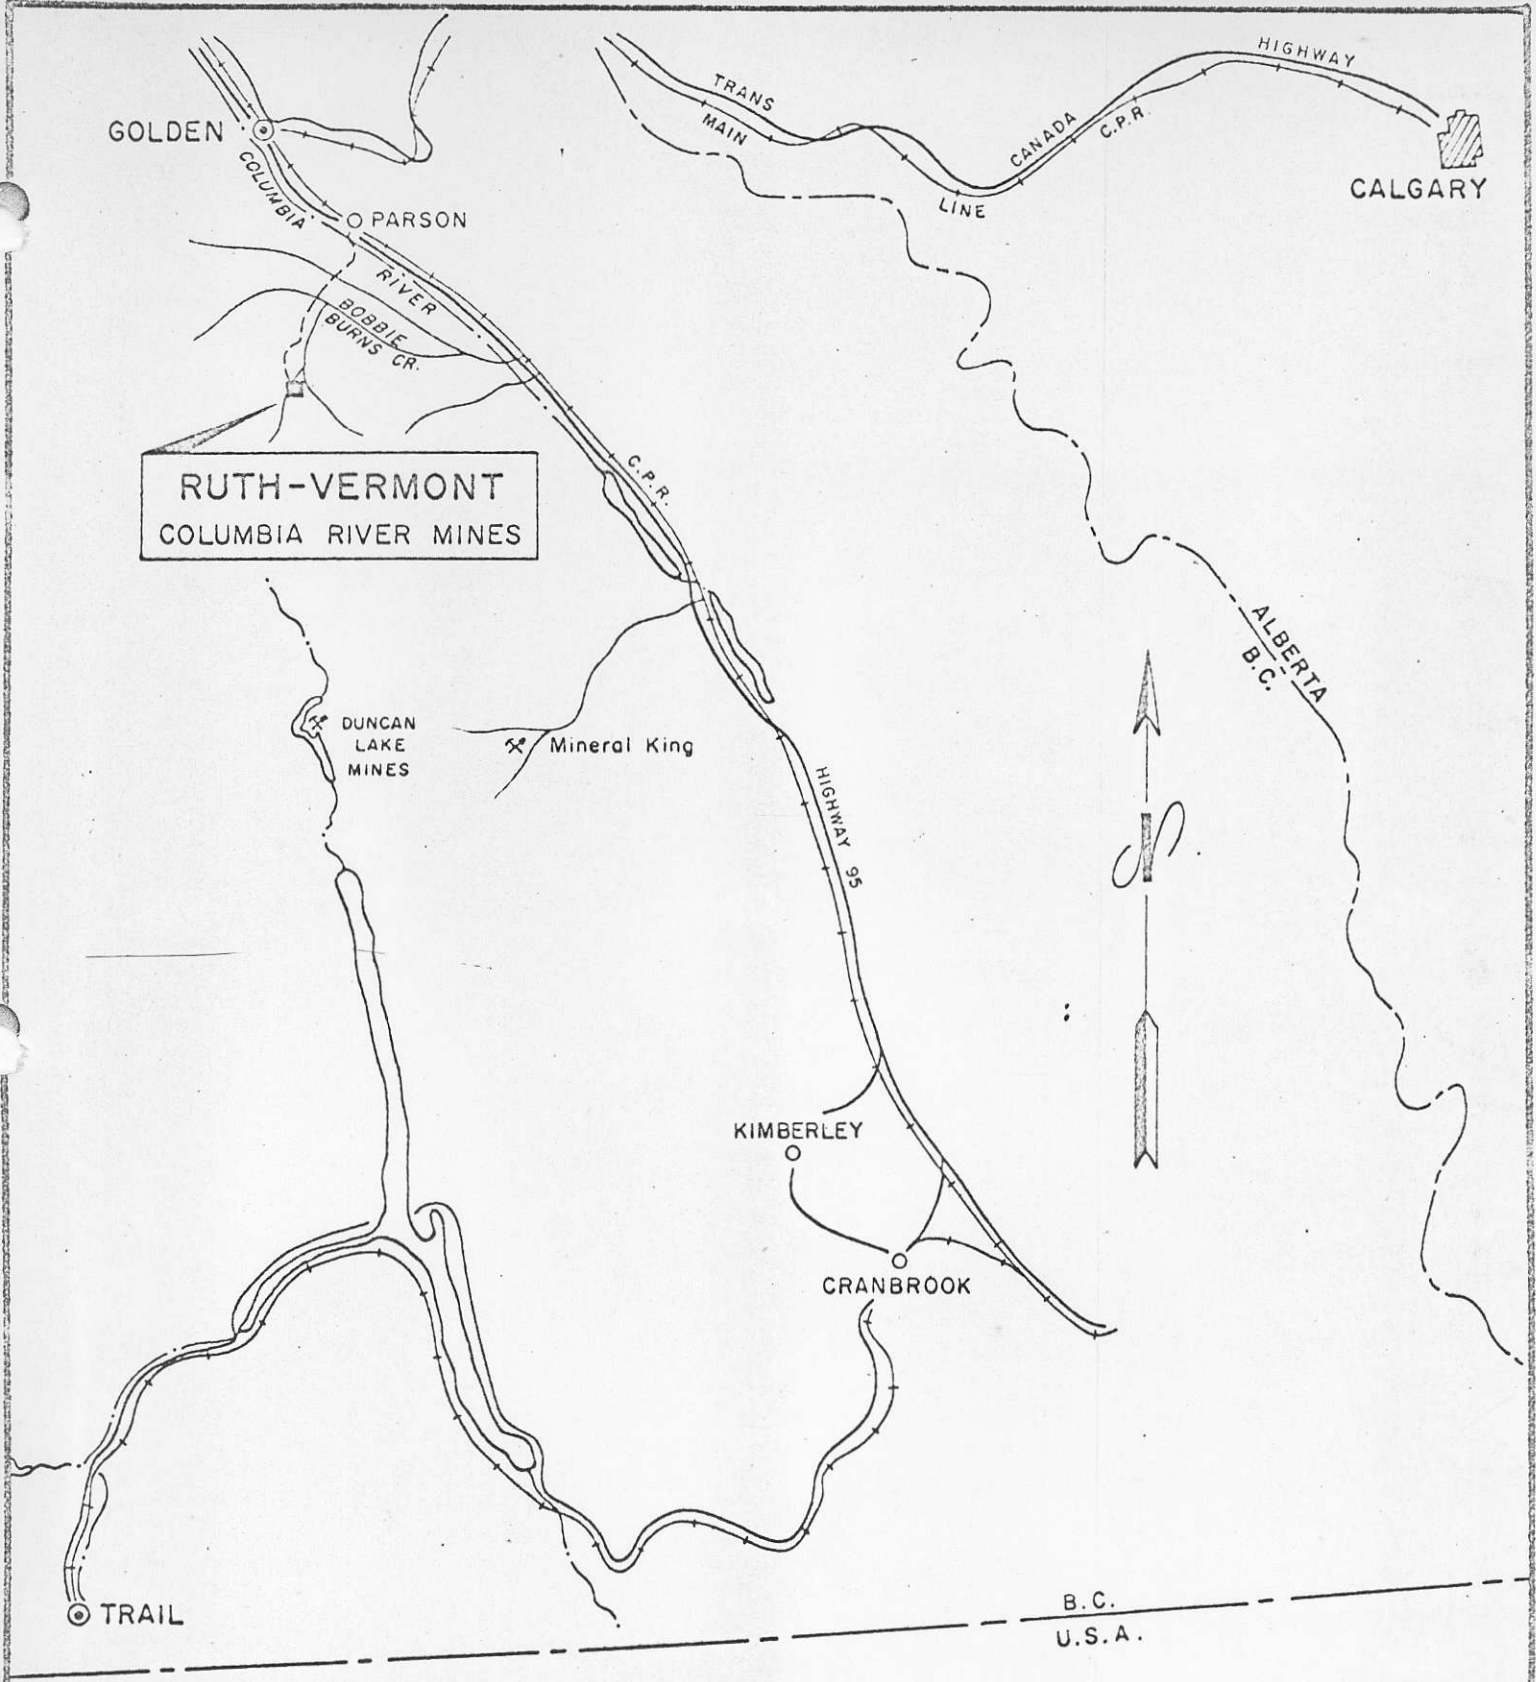 HIGHWAY
TRANS
CANADA
MAIN
C.P.R.
LINE
CALGARY
GOLDEN
COLUMBIA
PARSON
RIVER
BOBBIE
BURNS CR.
C.P.R.
RUTH-VERMONT
COLUMBIA RIVER MINES
ALBERTA
B.C.
DUNCAN
LAKE
MINES
Mineral King
HIGHWAY 95
N
KIMBERLEY
CRANBROOK
TRAIL
B.C.
U.S.A.